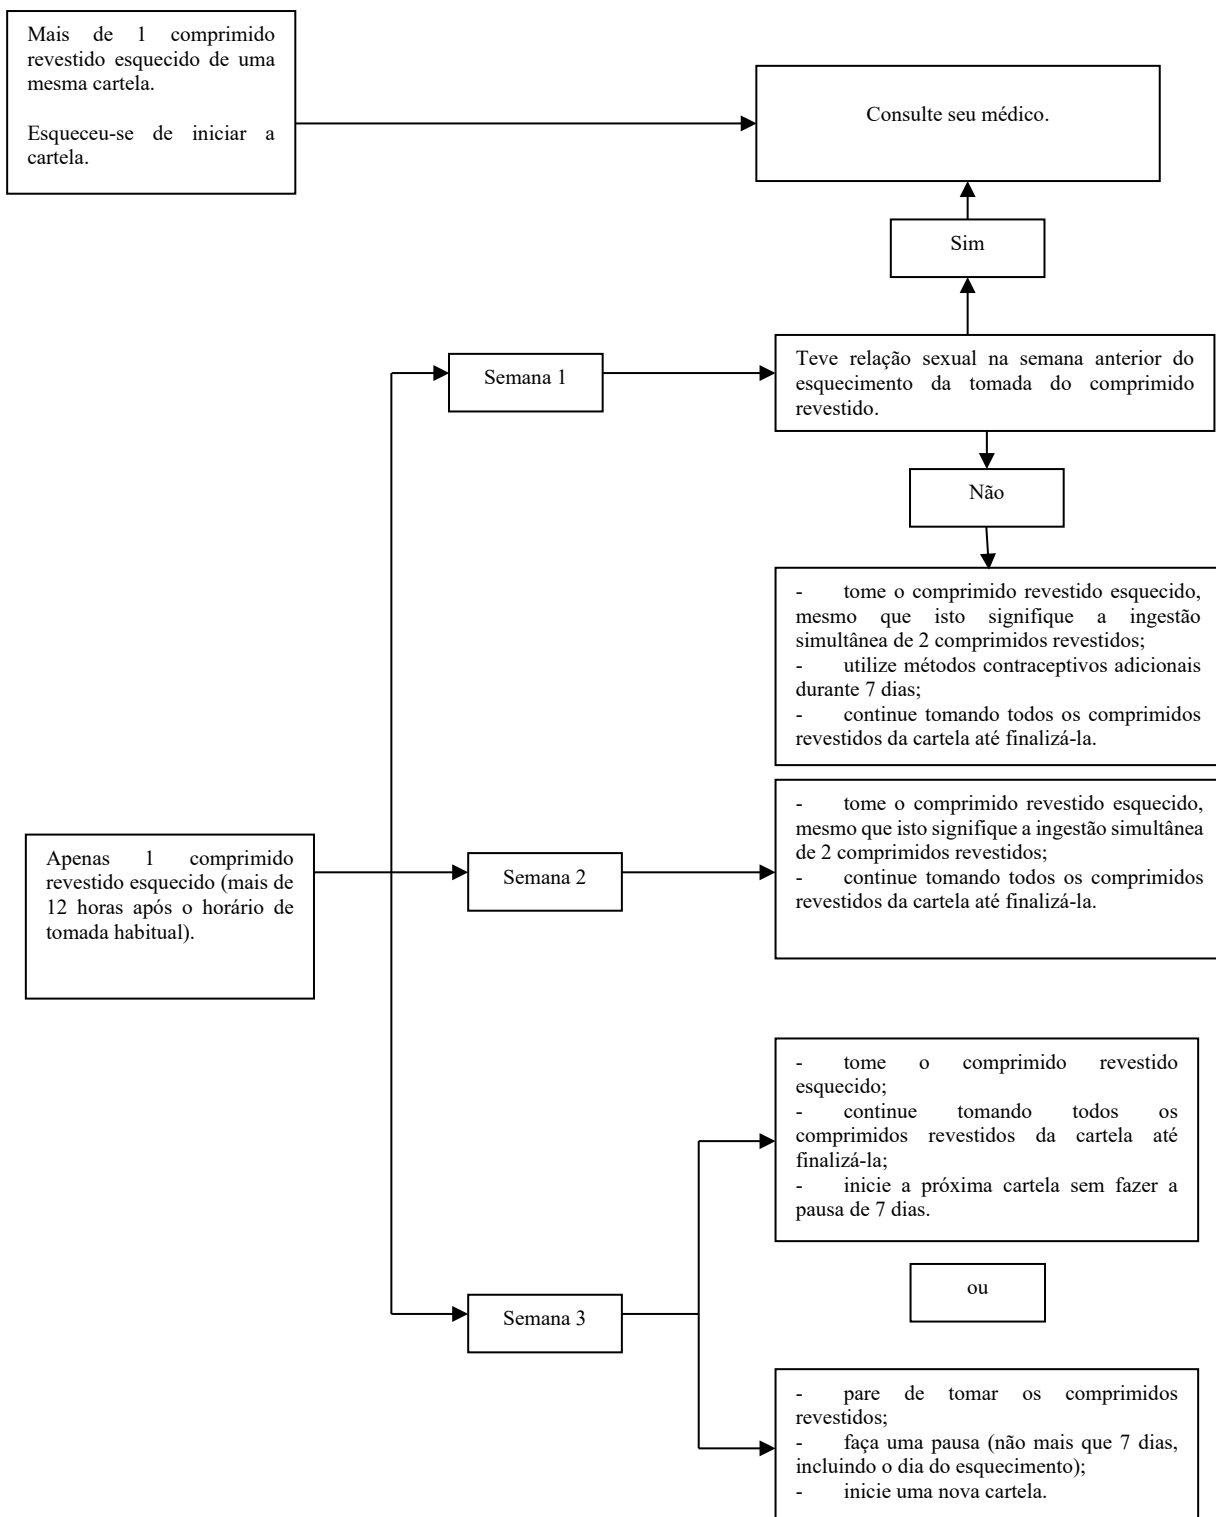 Mais de 1 comprimido
revestido esquecido de uma
mesma cartela.
Esqueceu-se de iniciar a
cartela.
Consulte seu médico.
Sim
Semana 1
Teve relação sexual na semana anterior do
esquecimento da tomada do comprimido
revestido.
Não
- tome o comprimido revestido esquecido,
mesmo que isto signifique a ingestão
simultânea de 2 comprimidos revestidos;
- utilize métodos contraceptivos adicionais
durante 7 dias;
- continue tomando todos os comprimidos
revestidos da cartela até finalizá-la.
Apenas 1 comprimido
revestido esquecido (mais de
12 horas após o horário de
tomada habitual).
Semana 2
- tome o comprimido revestido esquecido,
mesmo que isto signifique a ingestão simultânea
de 2 comprimidos revestidos;
- continue tomando todos os comprimidos
revestidos da cartela até finalizá-la.
Semana 3
- tome o comprimido revestido
esquecido;
- continue tomando todos os
comprimidos revestidos da cartela até
finalizá-la;
- inicie a próxima cartela sem fazer a
pausa de 7 dias.
ou
- pare de tomar os comprimidos
revestidos;
- faça uma pausa (não mais que 7 dias,
incluindo o dia do esquecimento);
- inicie uma nova cartela.